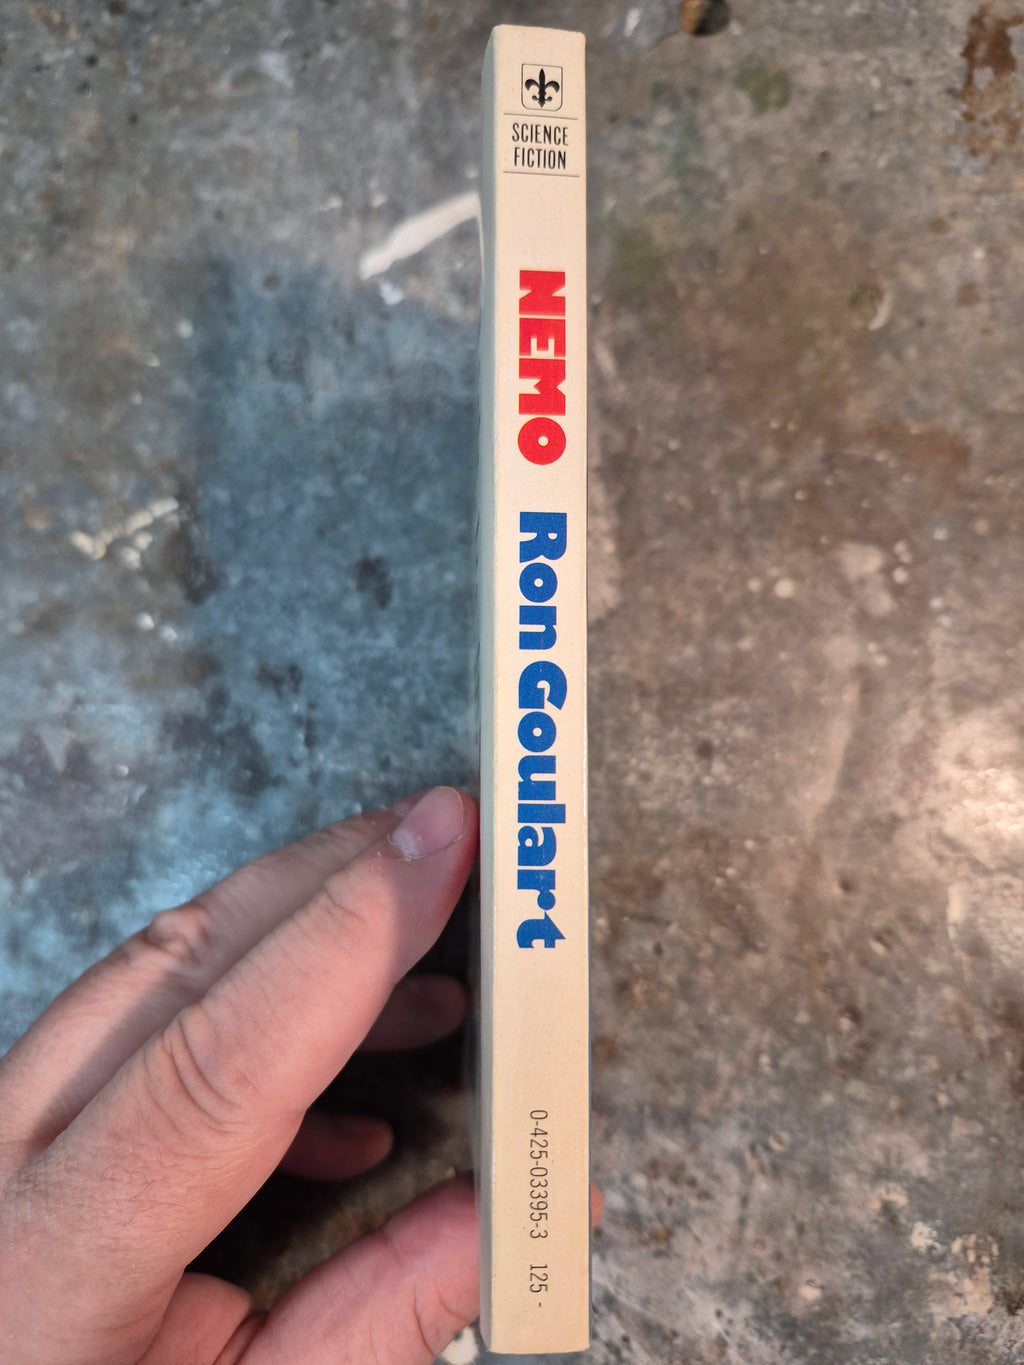 SCIENCE
FICTION
NEMO Ron Goulart
0-425-03395-3 125 -